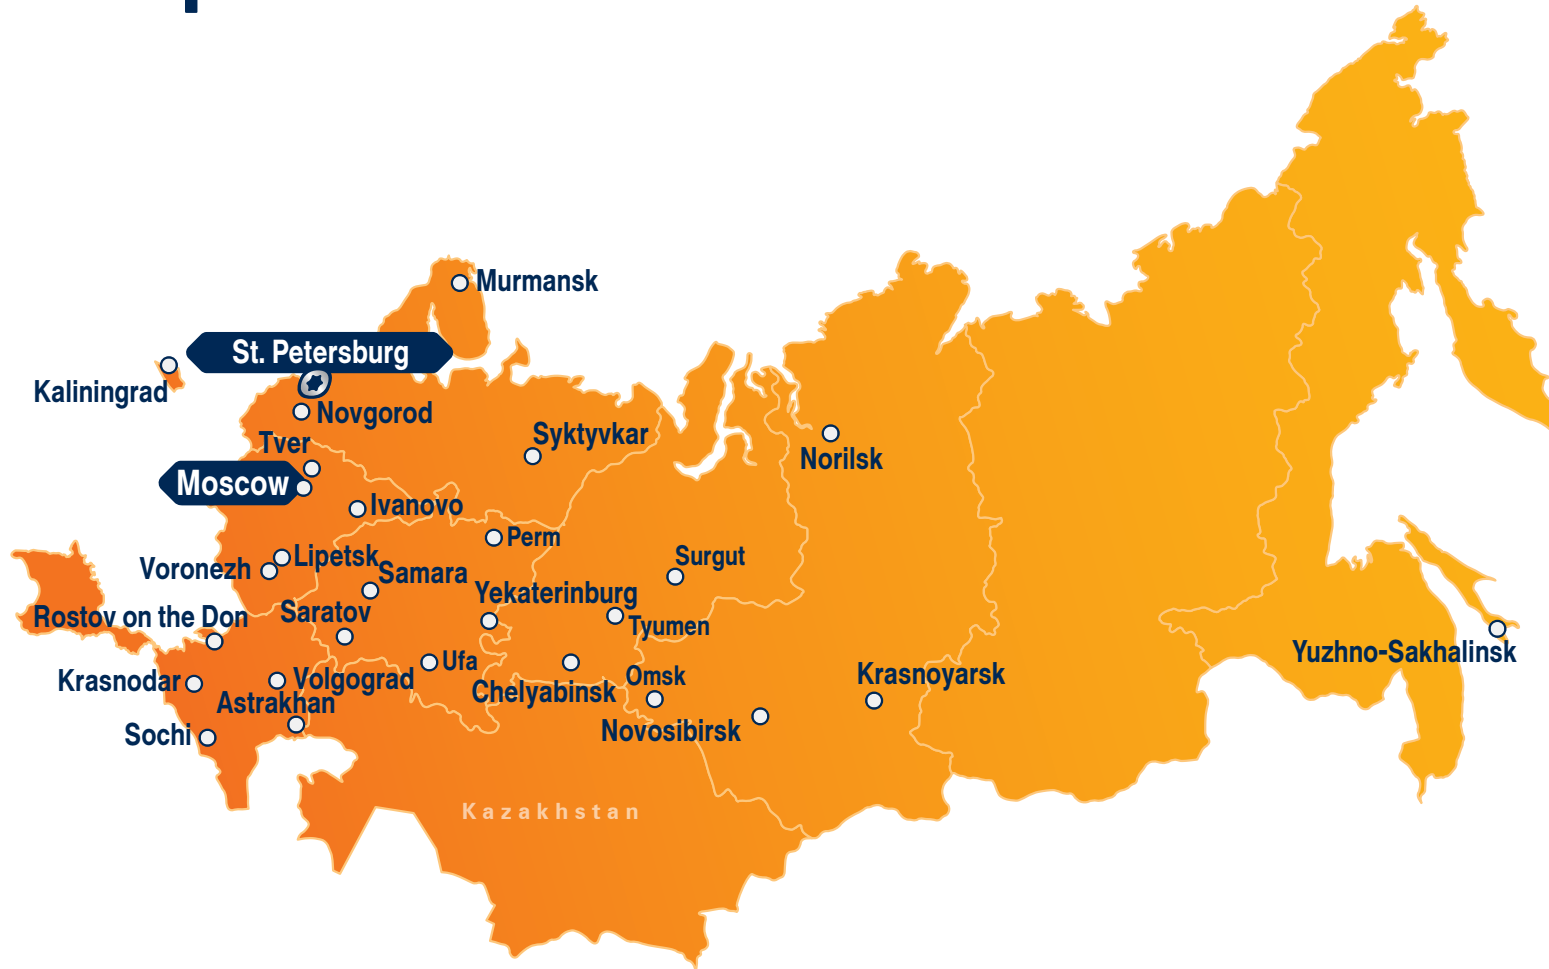 Murmansk
St. Petersburg
Kaliningrad
Novgorod
Tver
Syktyvkar
Norilsk
Moscow
Ivanovo
Perm
Lipetsk
Surgut
Voronezh
Samara
Yekaterinburg
Saratov
Rostov on the Don
Tyumen
Yuzhno-Sakhalinsk
Ufa
Krasnodar
Volgograd
Omsk
Krasnoyarsk
Chelyabinsk
Astrakhan
Sochi
Novosibirsk
Kazakhstan